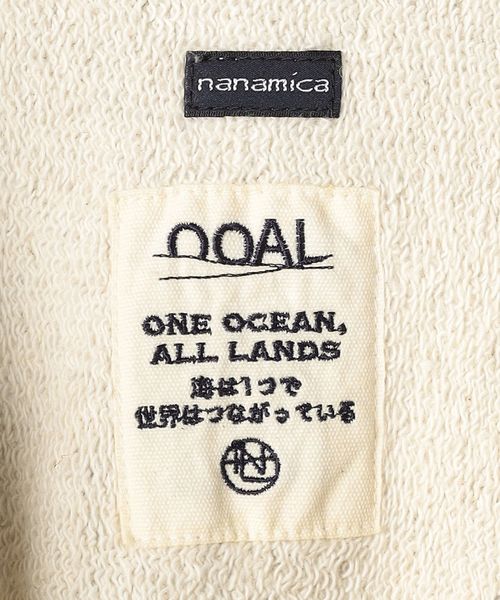 nanamica
OOAL
ONE OCEAN,
ALL LANDS
海は1つで
世界はつながっている